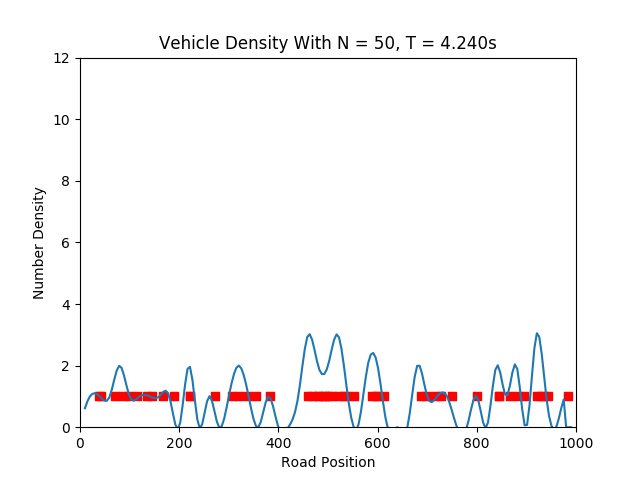 Vehicle Density With N = 50, T = 4.240s
12
10
8
6
4
2
0
Number Density
0 200 400 600 800 1000
Road Position